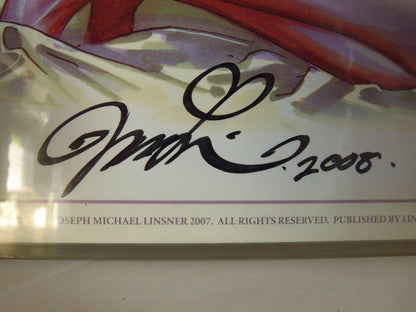 2008.
JOSEPH MICHAEL LINSNER 2007. ALL RIGHTS RESERVED. PUBLISHED BY